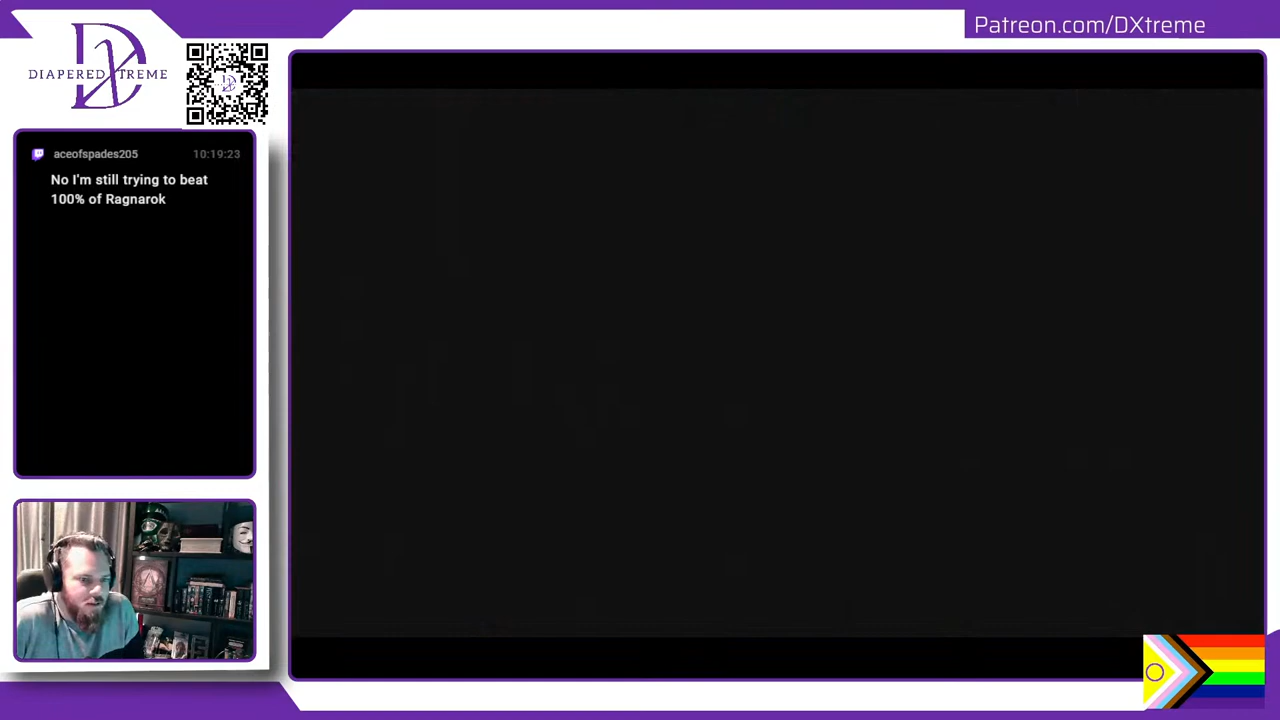 Patreon.com/DXtreme
DIAPERED XTREME
aceofspades205 10:19:23
No I'm still trying to beat
100% of Ragnarok